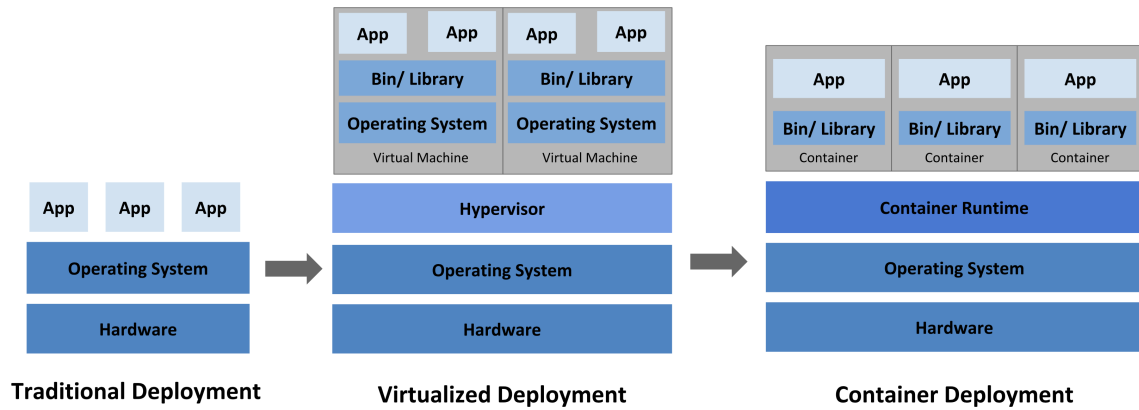 App
App
App
Operating System
Hardware
Traditional Deployment
App
App
App
App
Bin/ Library
Bin/ Library
Operating System
Operating System
Virtual Machine
Virtual Machine
Hypervisor
Operating System
Hardware
Virtualized Deployment
App
App
App
Bin/ Library
Bin/ Library
Bin/ Library
Container
Container
Container
Container Runtime
Operating System
Hardware
Container Deployment